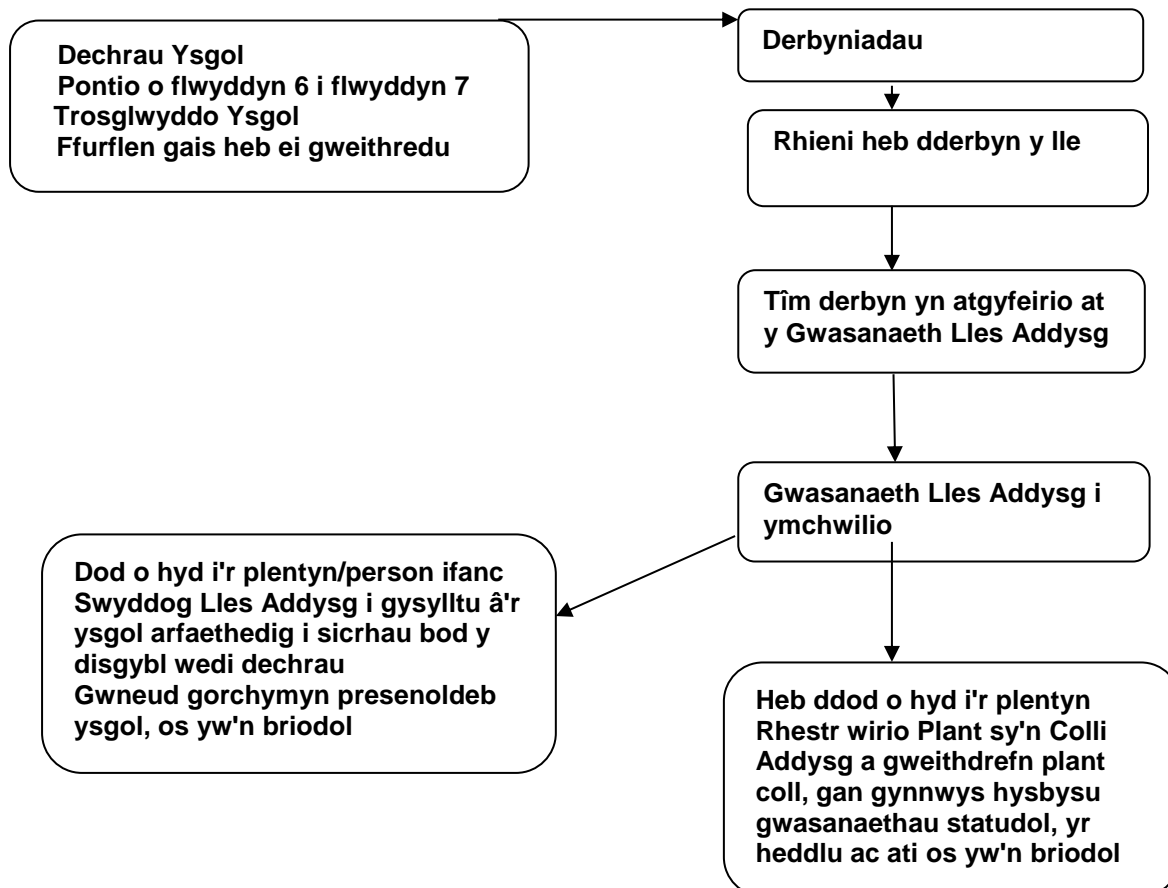 Dechrau Ysgol
Pontio o flwyddyn 6 i flwyddyn 7
Trosglwyddo Ysgol
Ffurflen gais heb ei gweithredu
Derbyniadau
Rhieni heb dderbyn y lle
Tîm derbyn yn atgyfeirio at
y Gwasanaeth Lles Addysg
Gwasanaeth Lles Addysg i
ymchwilio
Dod o hyd i'r plentyn/person ifanc
Swyddog Lles Addysg i gysylltu â'r
ysgol arfaethedig i sicrhau bod y
disgybl wedi dechrau
Gwneud gorchymyn presenoldeb
ysgol, os yw'n briodol
Heb ddod o hyd i'r plentyn
Rhestr wirio Plant sy'n Colli
Addysg a gweithdrefn plant
coll, gan gynnwys hysbysu
gwasanaethau statudol, yr
heddlu ac ati os yw'n briodol